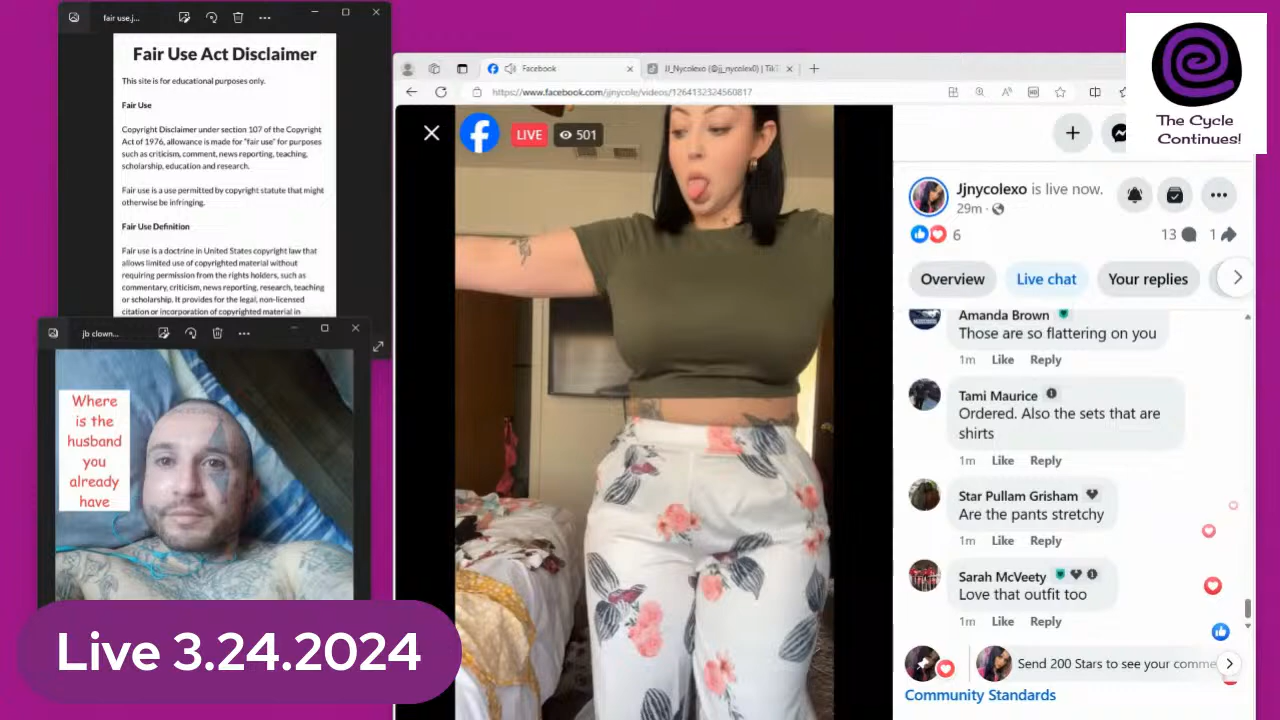 fair use.j...
Fair Use Act Disclaimer
This site is for educational purposes only.
Fair Use
Copyright Disclaimer under section 107 of the Copyright
Act of 1976, allowance is made for "fair use" for purposes
such as criticism, comment, news reporting, teaching,
scholarship, education and research.
Fair use is a use permitted by copyright statute that might
otherwise be infringing.
Fair Use Definition
Fair use is a doctrine in United States copyright law that
allows limited use of copyrighted material without
requiring permission from the rights holders, such as
commentary, criticism, news reporting, research, teaching
or scholarship. It provides for the legal, non-licensed
citation or incorporation of copyrighted material in
jb clown...
Where
is the
husband
you
already
have
Live 3.24.2024
Facebook
JJ_Nycolexo (@jj_nycolex0) | Tik
https://www.facebook.com/jjnycole/videos/1264132324560817
LIVE
501
The Cycle
Continues!
Jjnycolexo is live now.
29m
6
13
1
Overview
Live chat
Your replies
Amanda Brown
Those are so flattering on you
1m Like Reply
Tami Maurice
Ordered. Also the sets that are
shirts
1m Like Reply
Star Pullam Grisham
Are the pants stretchy
1m Like Reply
Sarah McVeety
Love that outfit too
1m Like Reply
Send 200 Stars to see your comme
Community Standards